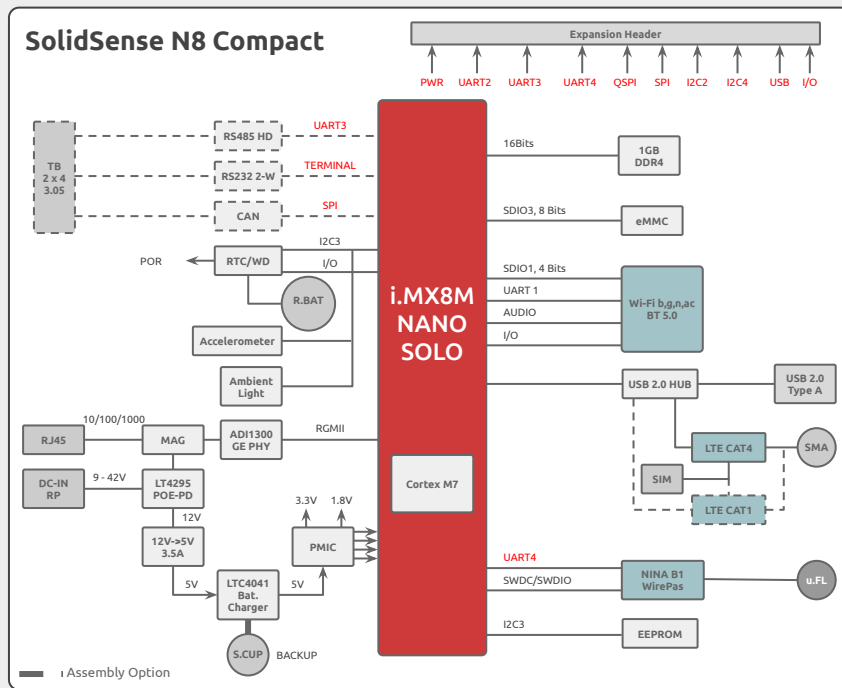 SolidSense N8 Compact
Expansion Header
PWR
UART2
UART3
UART4
QSPI
SPI
I2C2
I2C4
USB
I/O
TB
2 x 4
3.05
RS485 HD
UART3
RS232 2-W
TERMINAL
CAN
SPI
POR
RTC/WD
I2C3
I/O
R.BAT
Accelerometer
Ambient
Light
i.MX8M
NANO
SOLO
Cortex M7
16Bits
1GB
DDR4
SDIO3, 8 Bits
eMMC
SDIO1, 4 Bits
UART 1
AUDIO
I/O
Wi-Fi b,g,n,ac
BT 5.0
USB 2.0 HUB
USB 2.0
Type A
LTE CAT4
SMA
SIM
LTE CAT1
RJ45
10/100/1000
MAG
ADI1300
GE PHY
RGMII
DC-IN
RP
9 - 42V
LT4295
POE-PD
12V
12V->5V
3.5A
5V
LTC4041
Bat.
Charger
5V
PMIC
3.3V
1.8V
S.CUP
BACKUP
UART4
SWDC/SWDIO
NINA B1
WirePas
u.FL
I2C3
EEPROM
Assembly Option